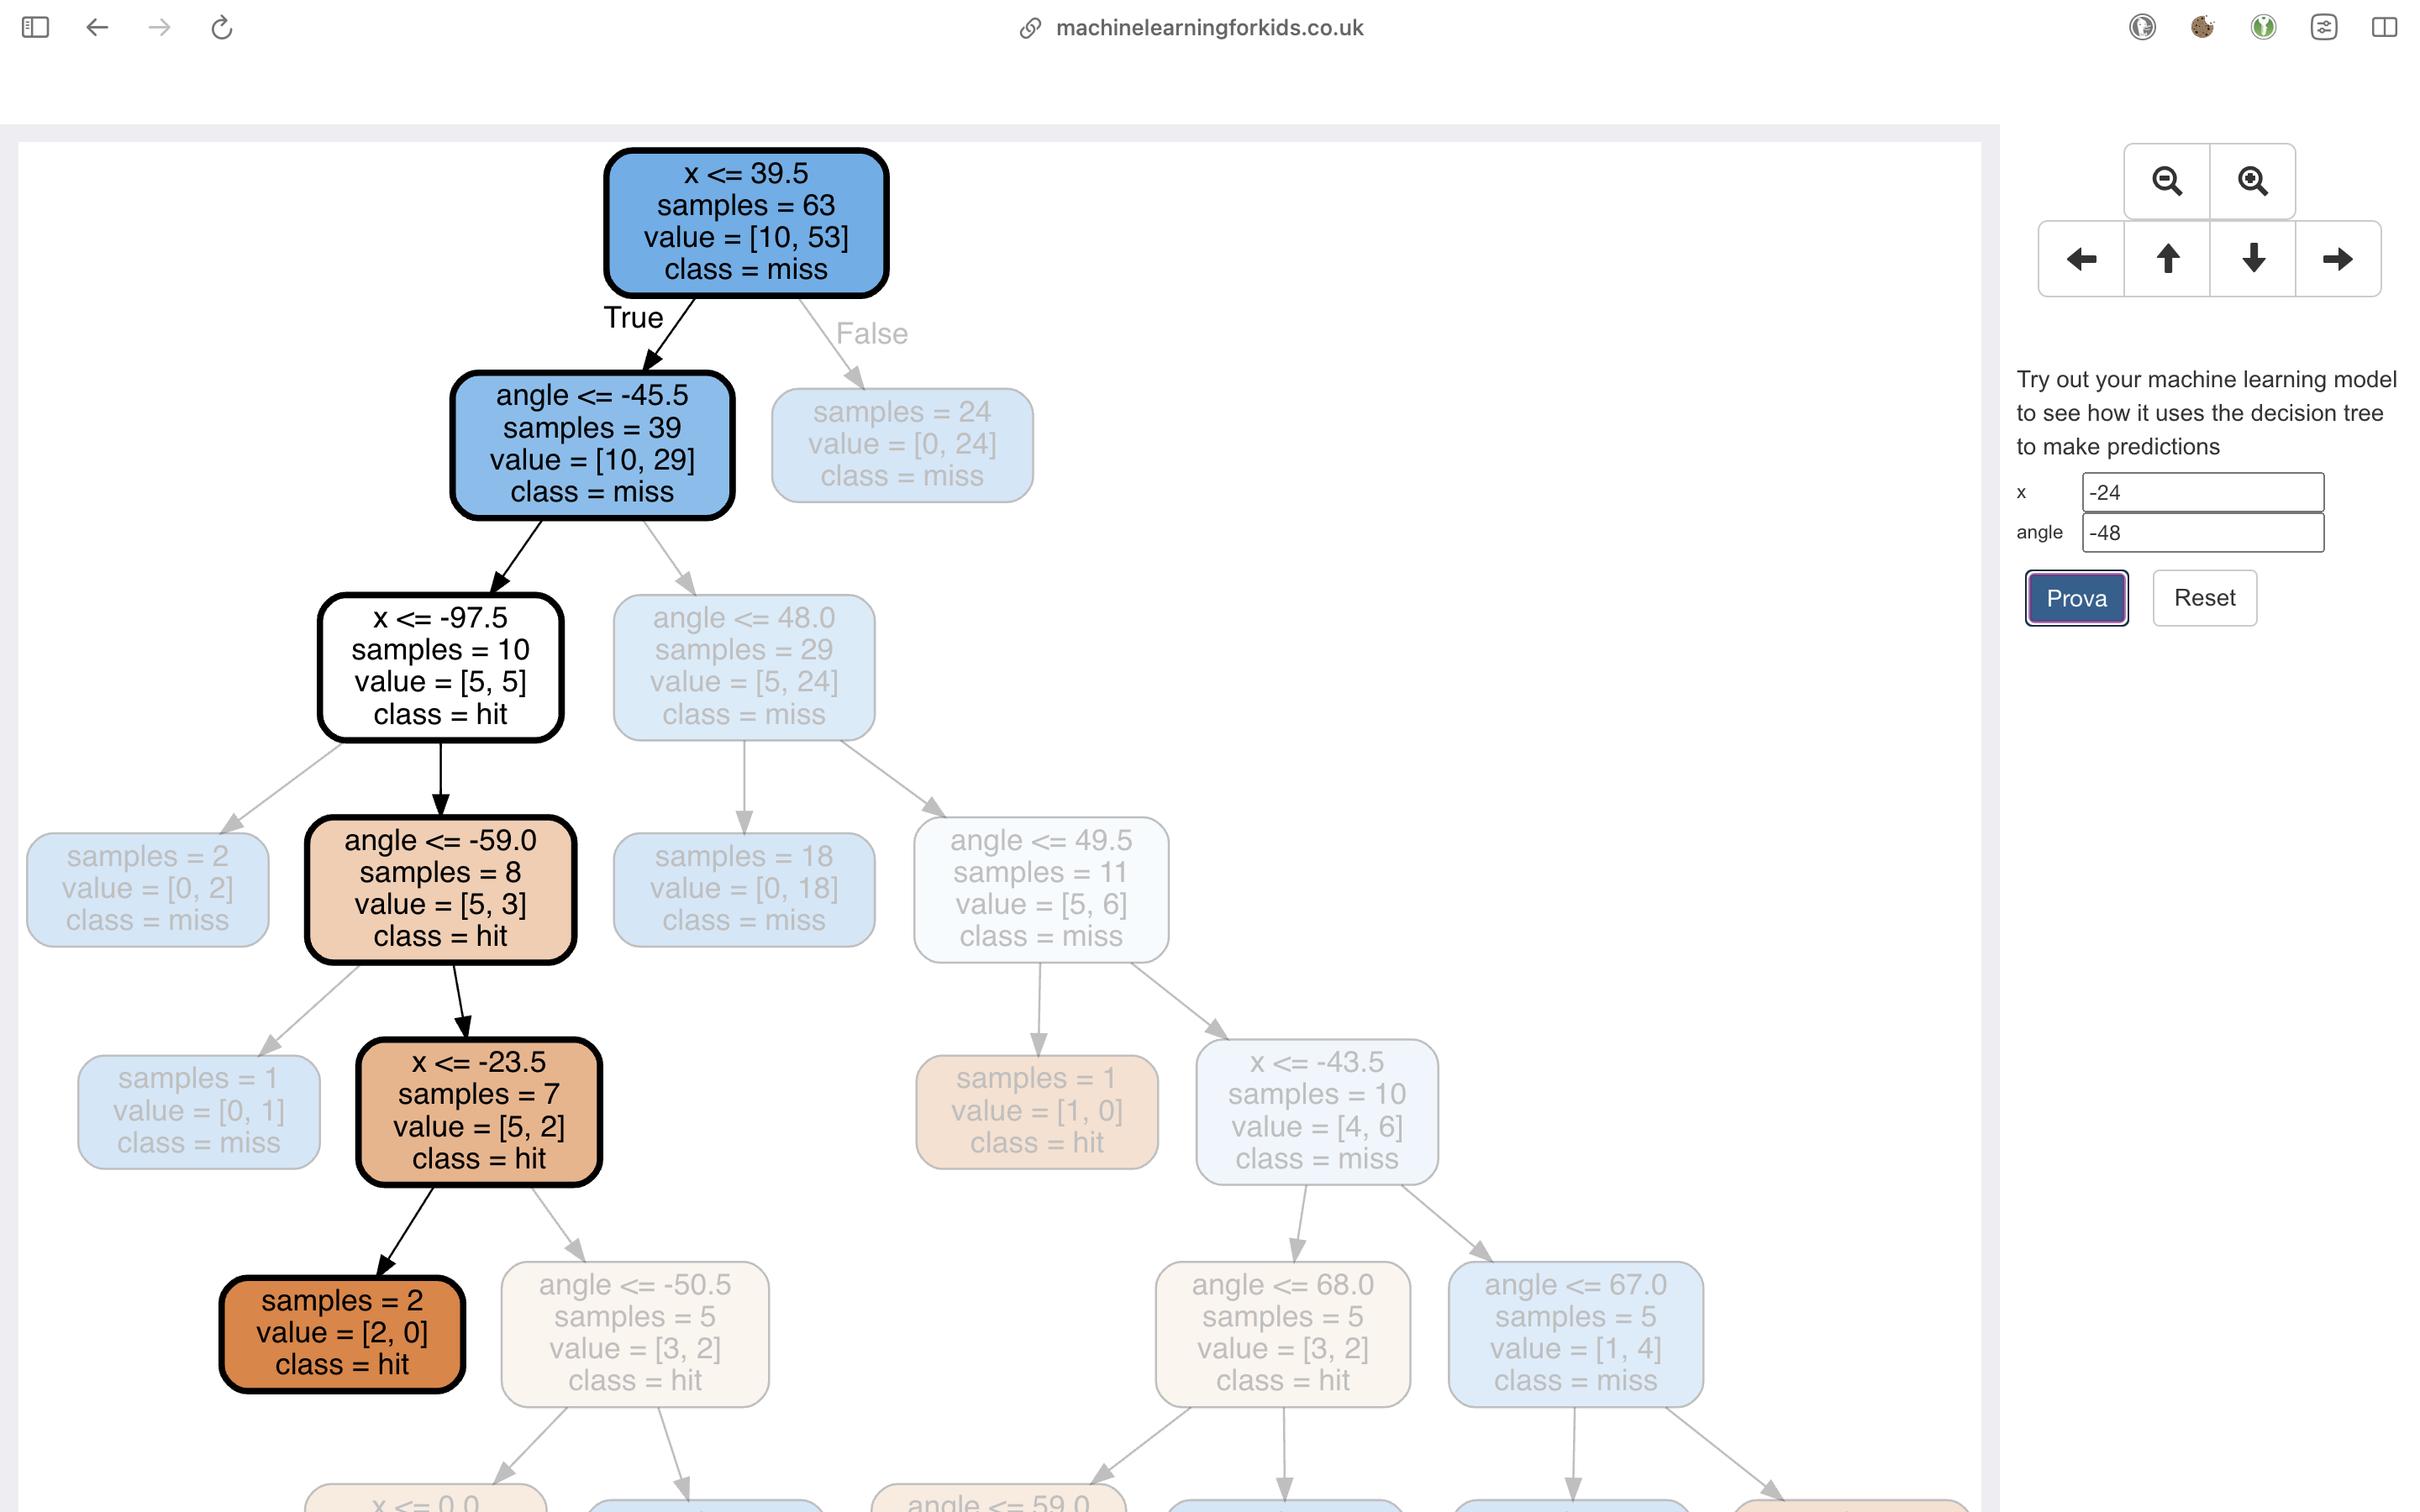 machinelearningforkids.co.uk
x <= 39.5
samples = 63
value = [10, 53]
class = miss
True
False
angle <= -45.5
samples = 39
value = [10, 29]
class = miss
samples = 24
value = [0, 24]
class = miss
x <= -97.5
samples = 10
value = [5, 5]
class = hit
angle <= 48.0
samples = 29
value = [5, 24]
class = miss
samples = 2
value = [0, 2]
class = miss
angle <= -59.0
samples = 8
value = [5, 3]
class = hit
samples = 18
value = [0, 18]
class = miss
angle <= 49.5
samples = 11
value = [5, 6]
class = miss
samples = 1
value = [0, 1]
class = miss
x <= -23.5
samples = 7
value = [5, 2]
class = hit
samples = 1
value = [1, 0]
class = hit
x <= -43.5
samples = 10
value = [4, 6]
class = miss
samples = 2
value = [2, 0]
class = hit
angle <= -50.5
samples = 5
value = [3, 2]
class = hit
angle <= 68.0
samples = 5
value = [3, 2]
class = hit
angle <= 67.0
samples = 5
value = [1, 4]
class = miss
x <= 0.0
angle <= 59.0
Try out your machine learning model
to see how it uses the decision tree
to make predictions
x -24
angle -48
Prova Reset